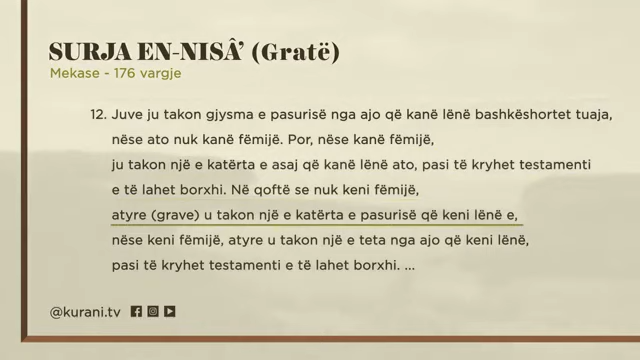 SURJA EN-NISÂ’ (Gratë)
Mekase - 176 vargje
12. Juve ju takon gjysma e pasurisë nga ajo që kanë lënë bashkëshortet tuaja,
nëse ato nuk kanë fëmijë. Por, nëse kanë fëmijë,
ju takon një e katërta e asaj që kanë lënë ato, pasi të kryhet testamenti
e të lahet borxhi. Në qoftë se nuk keni fëmijë,
atyre (grave) u takon një e katërta e pasurisë që keni lënë e,
nëse keni fëmijë, atyre u takon një e teta nga ajo që keni lënë,
pasi të kryhet testamenti e të lahet borxhi. ...
@kurani.tv